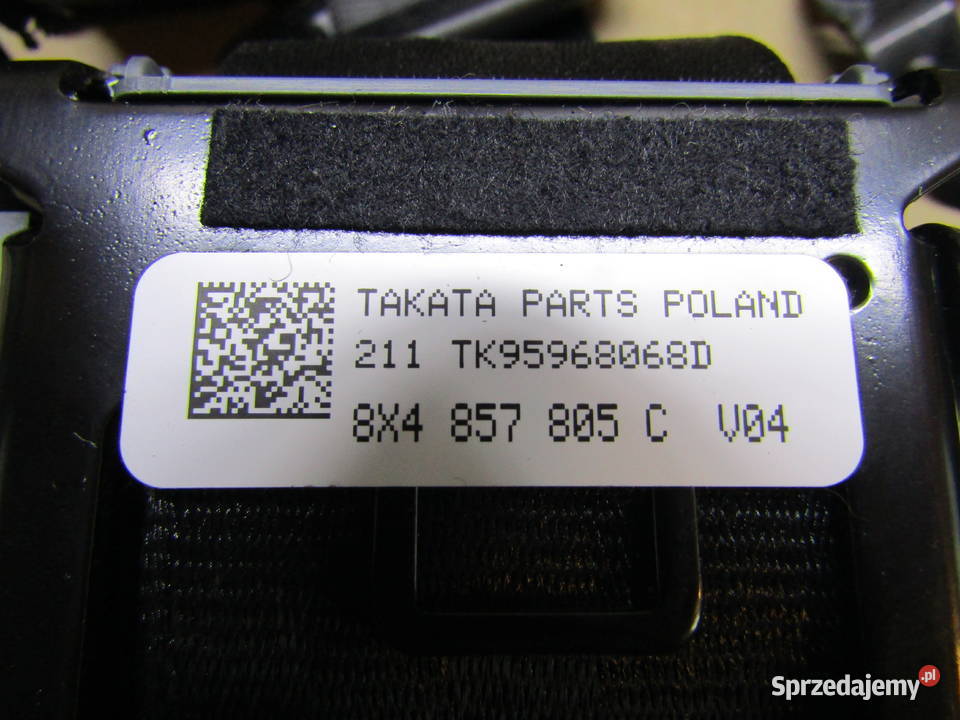 TAKATA PARTS POLAND
211 TK95968068D
8X4 857 805 C V04
Sprzedajemy.pl